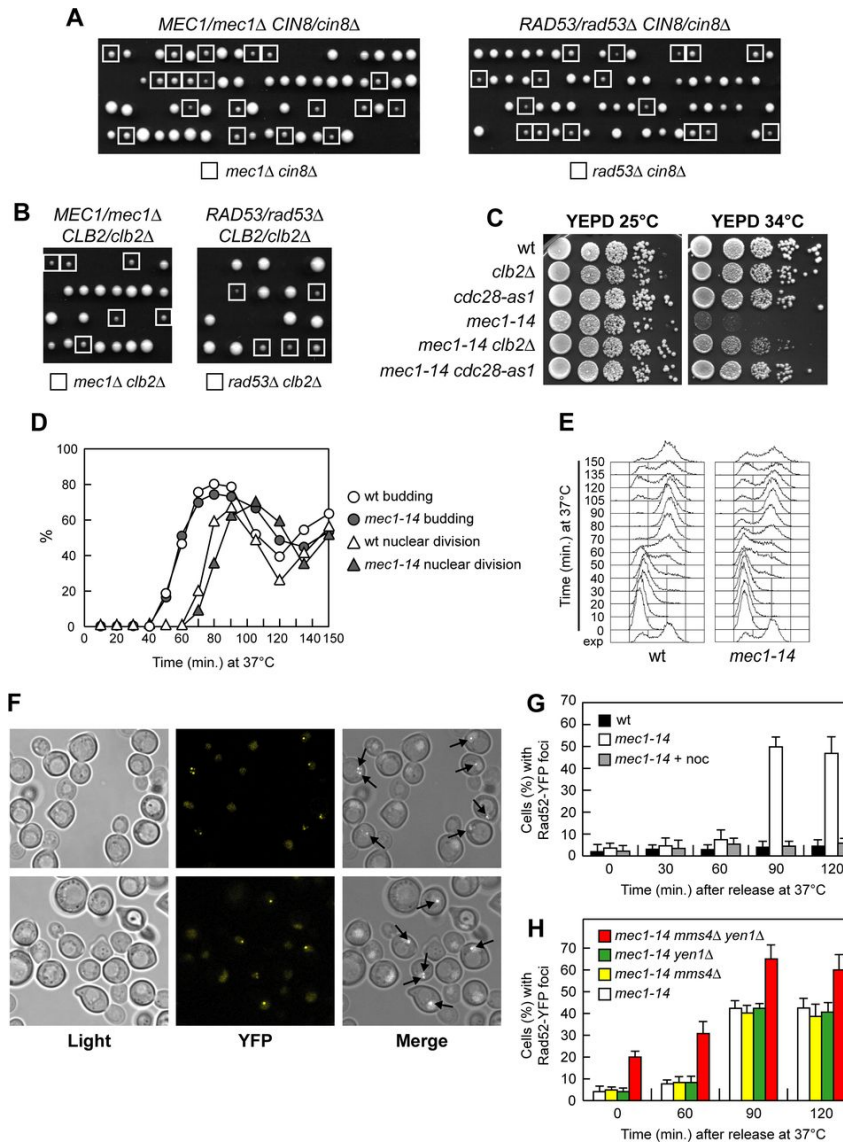 A
MEC1/mec1Δ CIN8/cin8Δ
RAD53/rad53Δ CIN8/cin8Δ
mec1Δ cin8Δ
rad53Δ cin8Δ
B
MEC1/mec1Δ
CLB2/clb2Δ
RAD53/rad53Δ
CLB2/clb2Δ
mec1Δ clb2Δ
rad53Δ clb2Δ
C
YEPD 25°C
YEPD 34°C
wt
clb2Δ
cdc28-as1
mec1-14
mec1-14 clb2Δ
mec1-14 cdc28-as1
D
100
80
60
40
20
0
%
0
20
40
60
80
100
120
140 150
Time (min.) at 37°C
wt budding
mec1-14 budding
wt nuclear division
mec1-14 nuclear division
E
Time (min.) at 37°C
150
135
120
105
90
80
70
60
50
40
30
20
10
0
exp
wt
mec1-14
F
Light
YFP
Merge
G
Cells (%) with
Rad52-YFP foci
70
60
50
40
30
20
10
0
wt
mec1-14
mec1-14 + noc
0
30
60
90
120
Time (min.) after release at 37°C
H
Cells (%) with
Rad52-YFP foci
70
60
50
40
30
20
10
0
mec1-14 mms4Δ yen1Δ
mec1-14 yen1Δ
mec1-14 mms4Δ
mec1-14
0
60
90
120
Time (min.) after release at 37°C